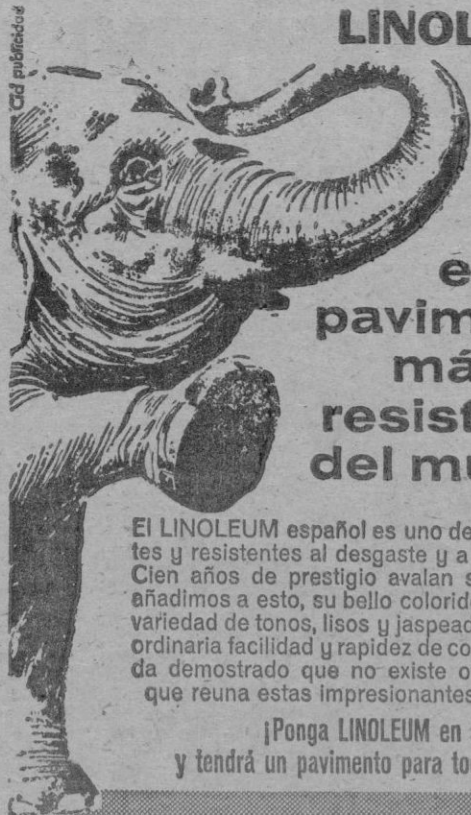 Cid publicidad
LINOL
e
pavim
má
resist
del mu
El LINOLEUM español es uno de
tes y resistentes al desgaste y a
Cien años de prestigio avalan s
añadimos a esto, su bello colorid
variedad de tonos, lisos y jaspead
ordinaria facilidad y rapidez de co
da demostrado que no existe o
que reuna estas impresionantes
¡Ponga LINOLEUM en
y tendrá un pavimento para to